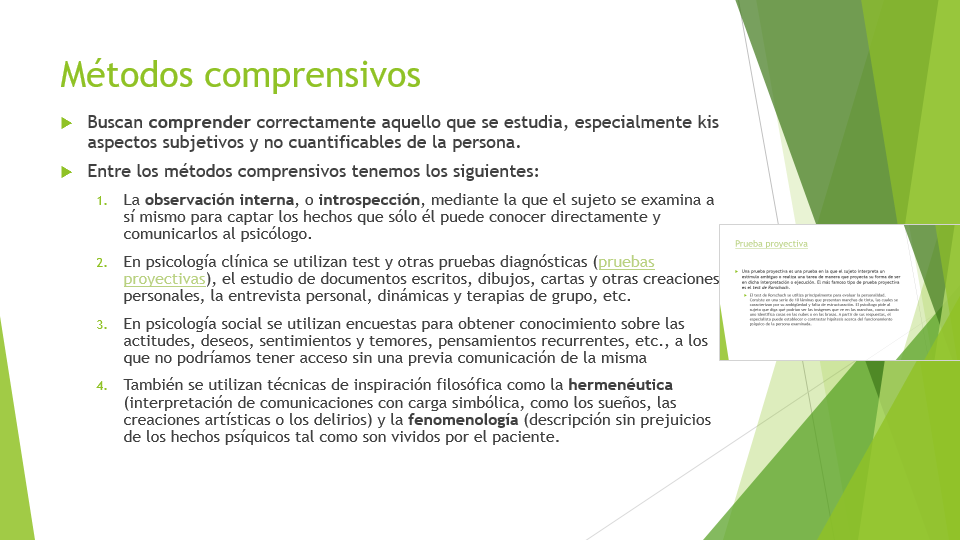 Métodos comprensivos
Buscan comprender correctamente aquello que se estudia, especialmente kis
aspectos subjetivos y no cuantificables de la persona.
Entre los métodos comprensivos tenemos los siguientes:
1. La observación interna, o introspección, mediante la que el sujeto se examina a
sí mismo para captar los hechos que sólo él puede conocer directamente y
comunicarlos al psicólogo.
2. En psicología clínica se utilizan test y otras pruebas diagnósticas (pruebas
proyectivas), el estudio de documentos escritos, dibujos, cartas y otras creaciones
personales, la entrevista personal, dinámicas y terapias de grupo, etc.
3. En psicología social se utilizan encuestas para obtener conocimiento sobre las
actitudes, deseos, sentimientos y temores, pensamientos recurrentes, etc., a los
que no podríamos tener acceso sin una previa comunicación de la misma
4. También se utilizan técnicas de inspiración filosófica como la hermenéutica
(interpretación de comunicaciones con carga simbólica, como los sueños, las
creaciones artísticas o los delirios) y la fenomenología (descripción sin prejuicios
de los hechos psíquicos tal como son vividos por el paciente.
Prueba proyectiva
Una prueba proyectiva es una prueba en la que el sujeto interpreta un
estímulo ambiguo o realiza una tarea de manera que proyecta su forma de ser
en dicha interpretación o ejecución. El más famoso tipo de prueba proyectiva
es el test de Rorschach.
El test de Rorschach se utiliza principalmente para evaluar la personalidad.
Consiste en una serie de 10 láminas que presentan manchas de tinta, las cuales se
caracterizan por su ambigüedad y falta de estructuración. El psicólogo pide al
sujeto que diga qué podrían ser las imágenes que ve en las manchas, como cuando
uno identifica cosas en las nubes o en las brasas. A partir de sus respuestas, el
especialista puede establecer o contrastar hipótesis acerca del funcionamiento
psíquico de la persona examinada.